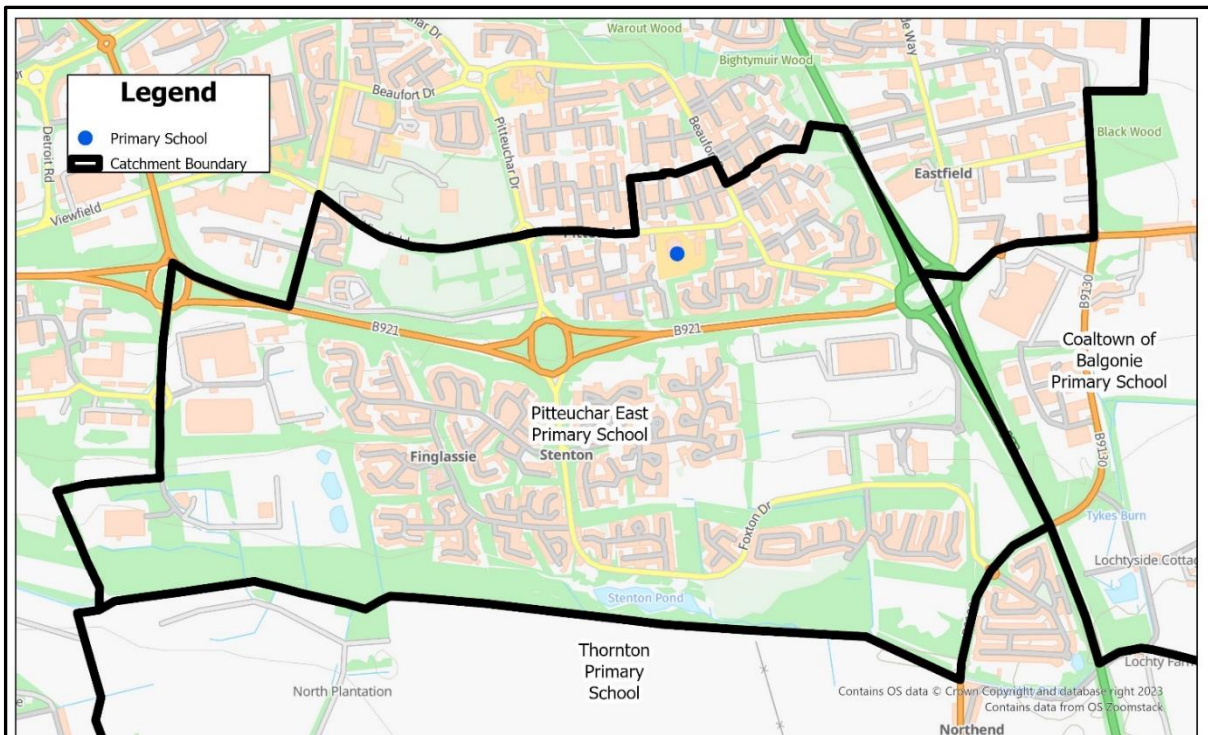 Legend
Primary School
Catchment Boundary
Warout Wood
Bightymuir Wood
Beaufort Dr
Pitteuchar Dr
Detroit Rd
Viewfield
Black Wood
Eastfield
B921
B921
B9130
Coaltown of
Balgonie
Primary School
Pitteuchar East
Primary School
Finglassie
Stenton
B9130
Foxton Dr
Tykes Burn
Lochtyside
Stenton Pond
Thornton
Primary
School
Lochty
North Plantation
Contains OS data © Crown Copyright and database right 2023
Contains data from OS Zoomstack
Northend